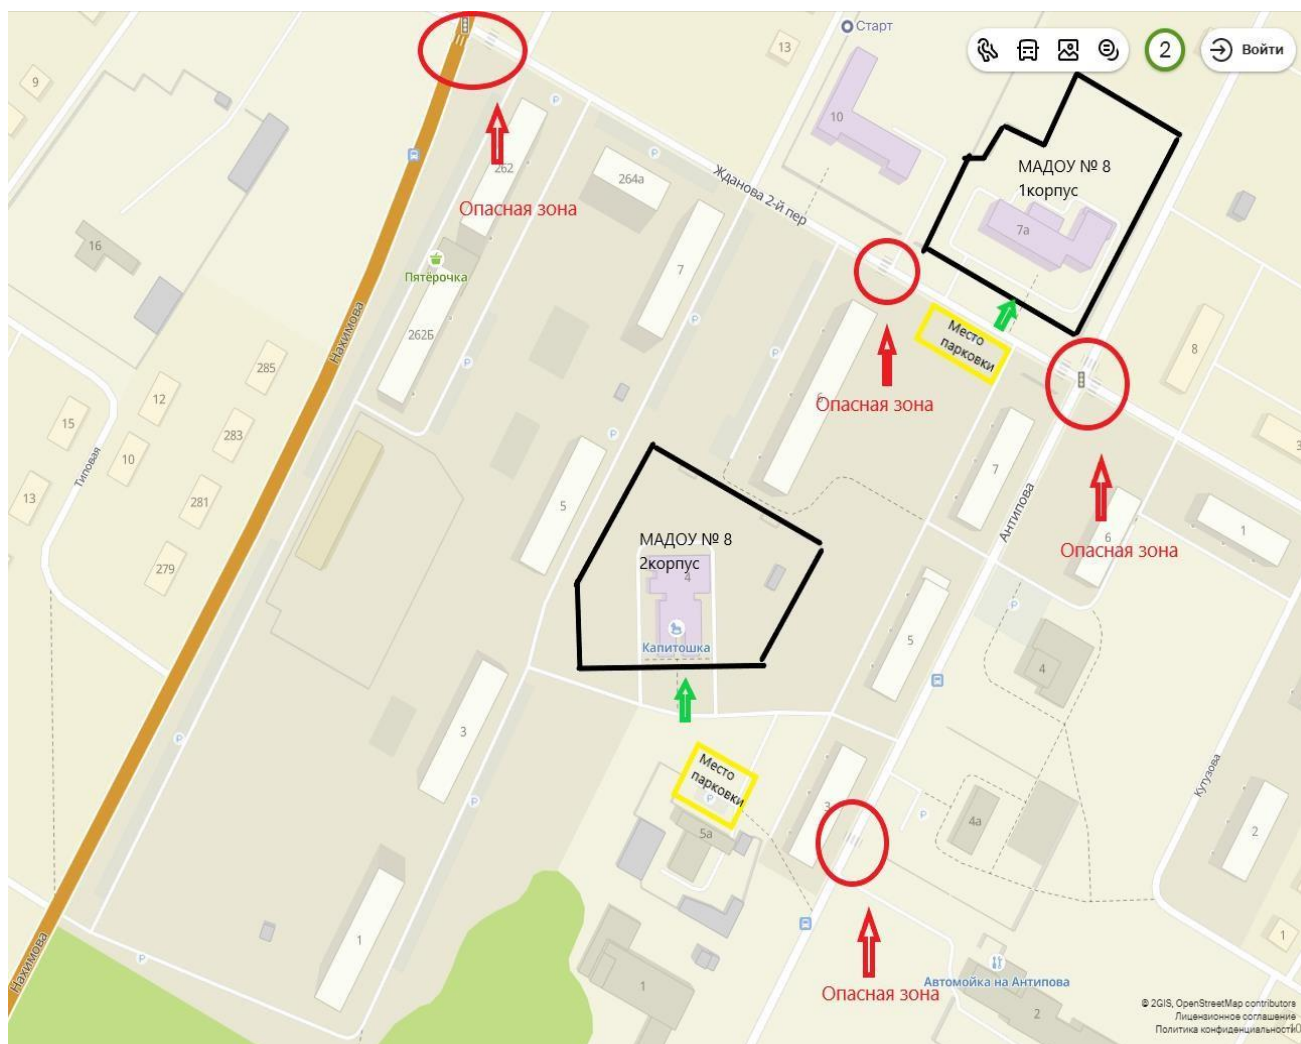 Старт
13
2
Войти
9
10
МАДОУ № 8
1корпус
7а
262
264а
Жданова 2-й пер
Опасная зона
16
Пятёрочка
7
262Б
Нахимова
Место
парковки
8
285
12
6
Опасная зона
3
15
283
10
Типовая
7
13
281
5
Антипова
6
1
Опасная зона
МАДОУ № 8
2корпус
4
279
Капитошка
5
4
3
Место
парковки
3
5а
4а
Кутузова
2
1
1
Нахимова
1
Автомойка на Антипова
2
Опасная зона
© 2GIS, OpenStreetMap contributors
Лицензионное соглашение
Политика конфиденциальности